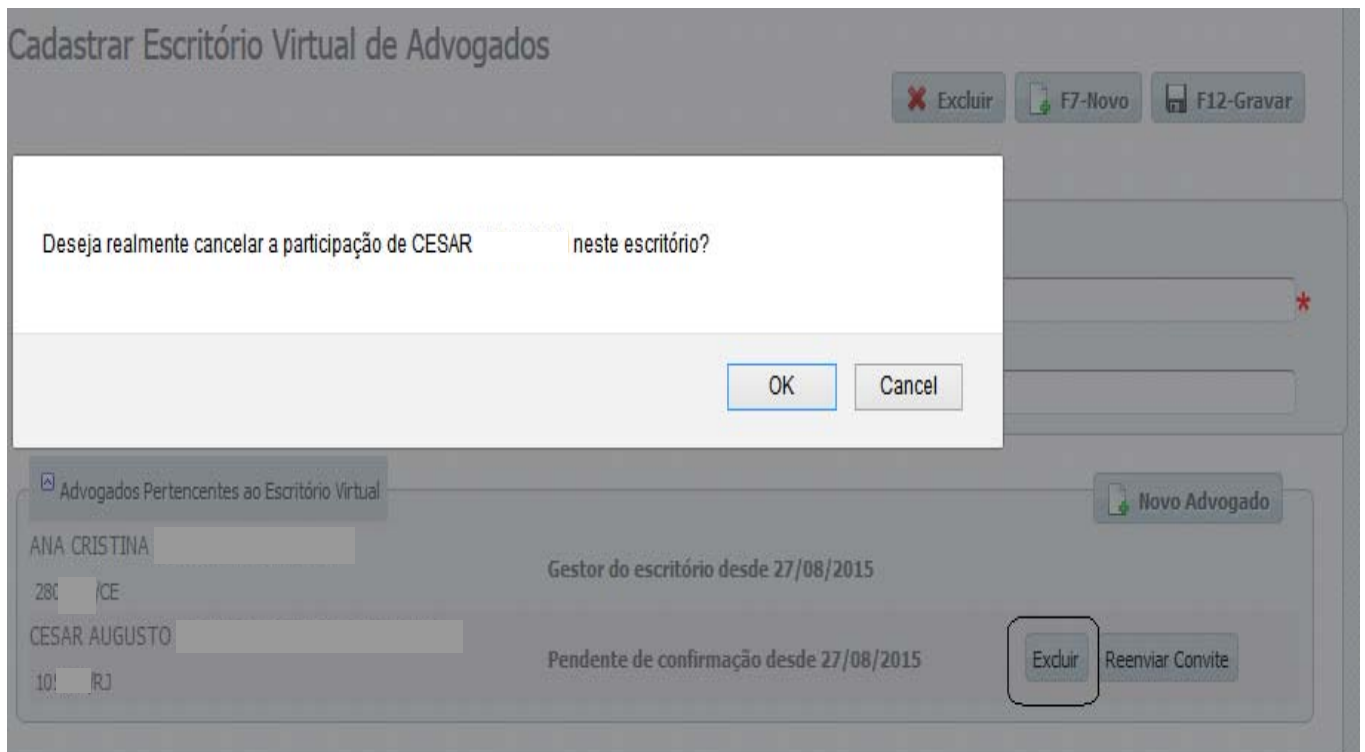 Cadastrar Escritório Virtual de Advogados
Excluir F7-Novo F12-Gravar
Deseja realmente cancelar a participação de CESAR neste escritório?
*
OK Cancel
Advogados Pertencentes ao Escritório Virtual
Novo Advogado
ANA CRISTINA
Gestor do escritório desde 27/08/2015
280 /CE
CESAR AUGUSTO
Pendente de confirmação desde 27/08/2015 Excluir Reenviar Convite
10 /RJ